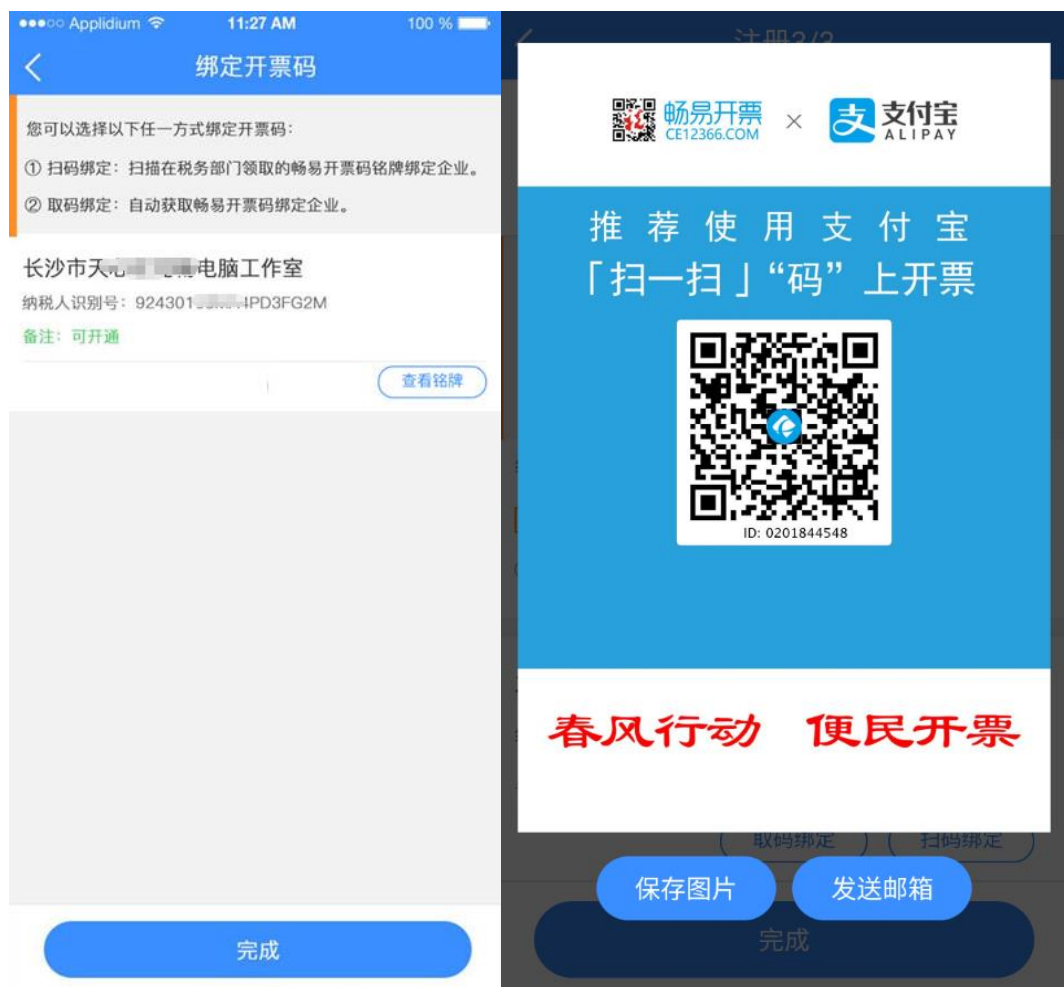 Applidium 11:27 AM 100 %
绑定开票码
您可以选择以下任一方式绑定开票码:
① 扫码绑定: 扫描在税务部门领取的畅易开票码铭牌绑定企业。
② 取码绑定: 自动获取畅易开票码绑定企业。
长沙市天 电脑工作室
纳税人识别号: 924301 4PD3FG2M
备注: 可开通
查看铭牌
完成
注册3/3
畅易开票
CE12366.COM
×
支 支付宝
ALIPAY
推荐使用支付宝
「扫一扫」“码”上开票
ID: 0201844548
春风行动 便民开票
取码绑定 扫码绑定
保存图片 发送邮箱
完成